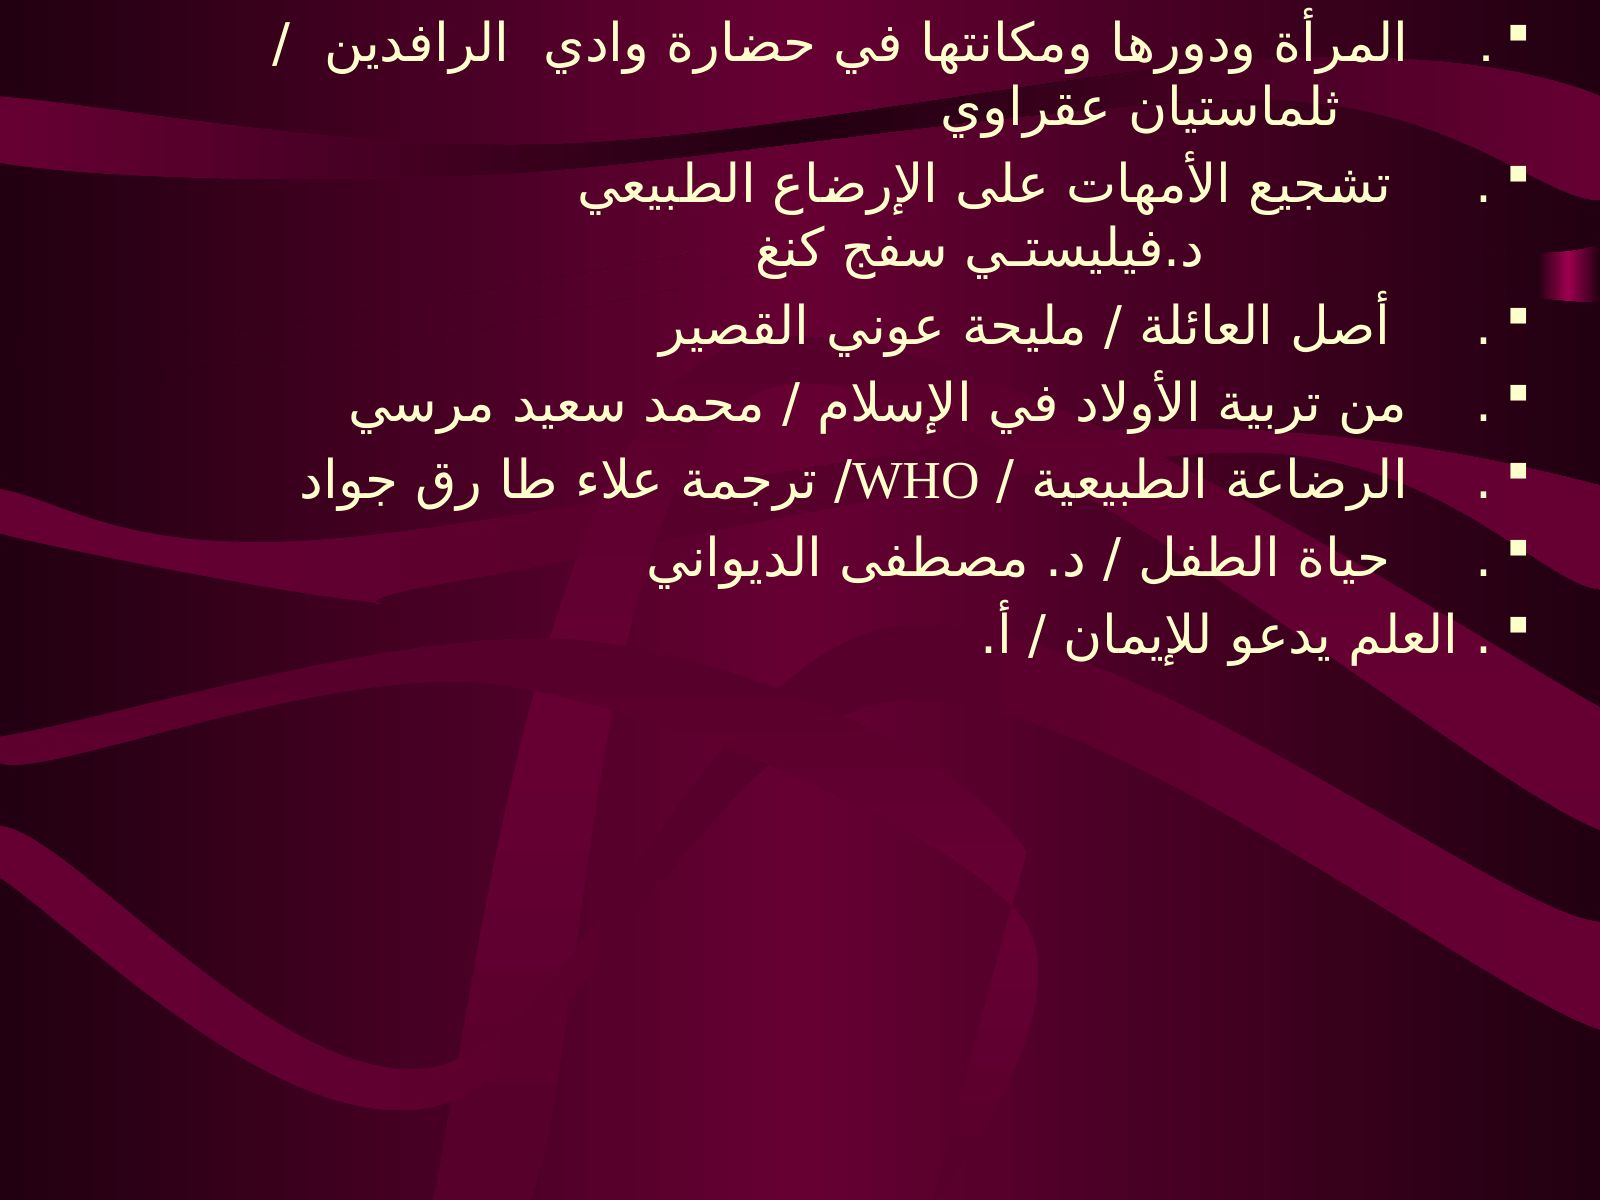 ▪ . المرأة ودورها ومكانتها في حضارة وادي الرافدين /
ثلماستيان عقراوي
▪ . تشجيع الأمهات على الإرضاع الطبيعي
د.فيليستـي سفج كنغ
▪ . أصل العائلة / مليحة عوني القصير
▪ . من تربية الأولاد في الإسلام / محمد سعيد مرسي
▪ . الرضاعة الطبيعية / WHO/ ترجمة علاء طا رق جواد
▪ . حياة الطفل / د. مصطفى الديواني
▪ . العلم يدعو للإيمان / أ.